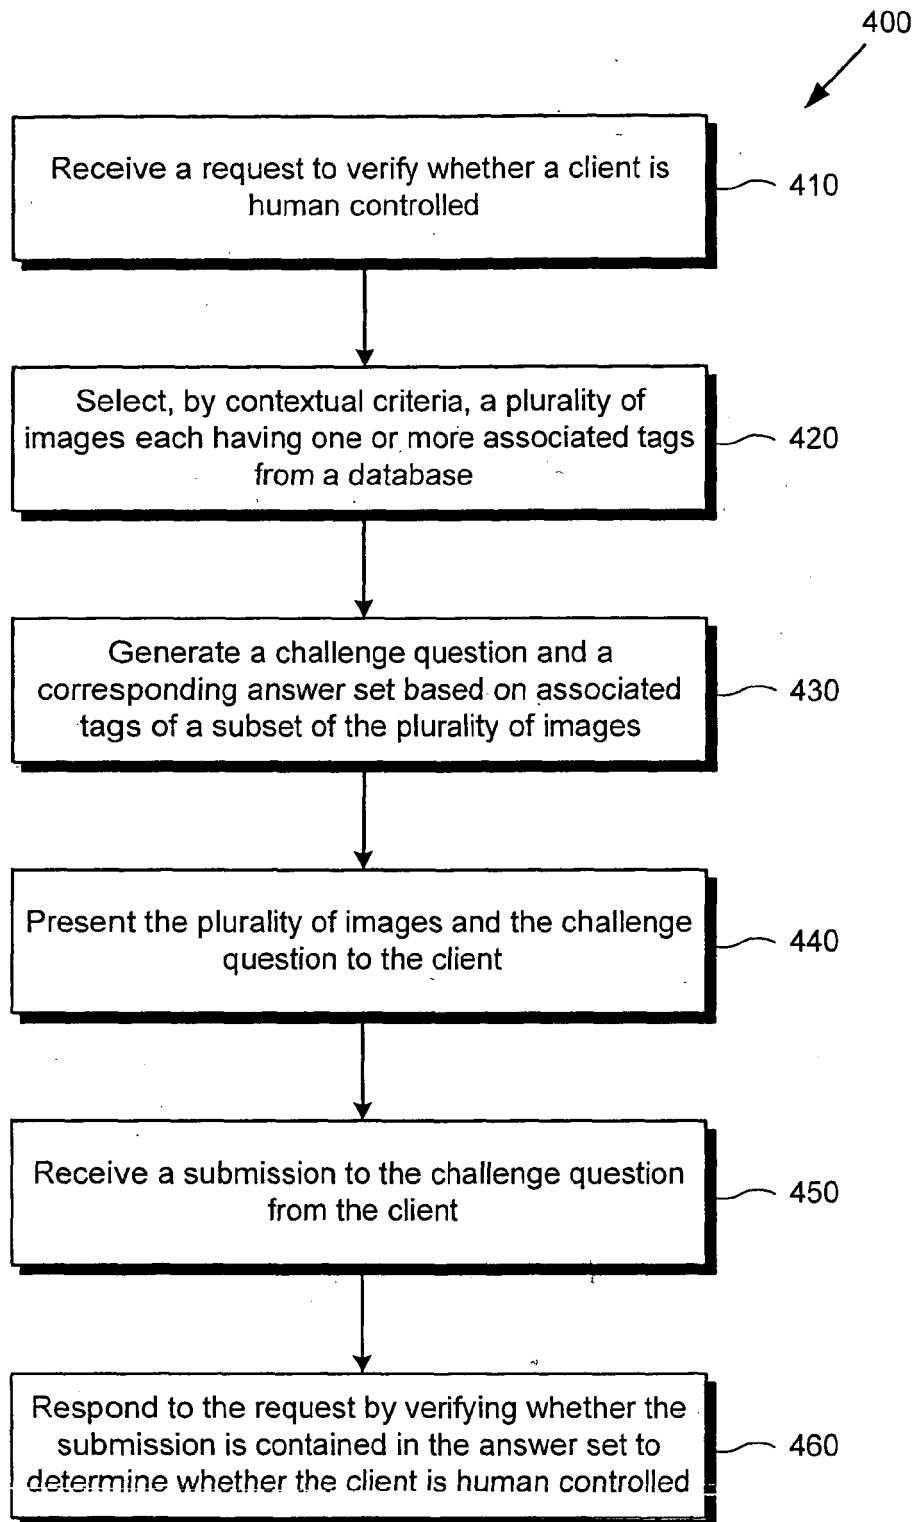 400
Receive a request to verify whether a client is
human controlled
410
Select, by contextual criteria, a plurality of
images each having one or more associated tags
from a database
420
Generate a challenge question and a
corresponding answer set based on associated
tags of a subset of the plurality of images
430
Present the plurality of images and the challenge
question to the client
440
Receive a submission to the challenge question
from the client
450
Respond to the request by verifying whether the
submission is contained in the answer set to
determine whether the client is human controlled
460